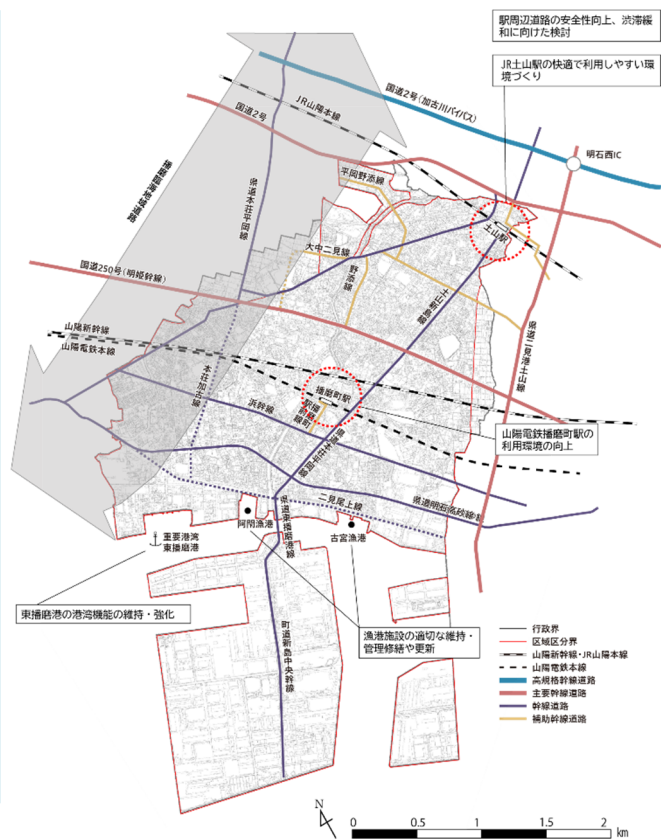 駅周辺道路の安全性向上、渋滞緩
和に向けた検討
JR土山駅の快適で利用しやすい環
境づくり
国道2号(加古川バイパス)
JR山陽本線
国道2号
明石西IC
播磨臨海地域道路
県道本荘平岡線
平岡野添線
土山駅
大中二見線
野添線
国道250号(明姫幹線)
土山新島線
県道二見港土山線
山陽新幹線
山陽電鉄本線
本荘加古線
播磨町駅
浜幹線
県道本荘平岡線
山陽電鉄播磨町駅の
利用環境の向上
二見尾上線
県道明石高砂線
県道東播磨港線
阿閇漁港
古宮漁港
重要港湾
東播磨港
東播磨港の港湾機能の維持・強化
漁港施設の適切な維持・
管理修繕や更新
町道新島中央幹線
行政界
区域区分界
山陽新幹線・JR山陽本線
山陽電鉄本線
高規格幹線道路
主要幹線道路
幹線道路
補助幹線道路
N
0 0.5 1 1.5 2
km